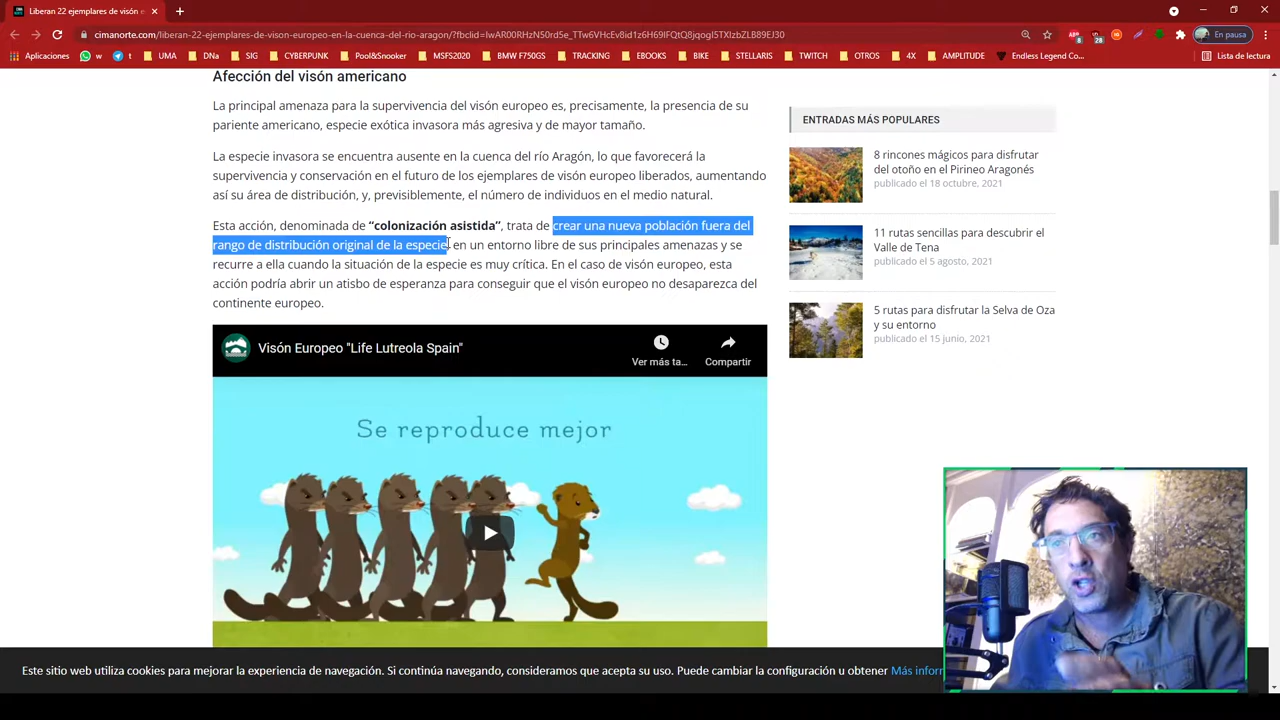 Liberan 22 ejemplares de visón e
cimanorte.com/liberan-22-ejemplares-de-vison-europeo-en-la-cuenca-del-rio-aragon/
En pausa
Aplicaciones
w
t
UMA
DNa
SIG
CYBERPUNK
Pool&Snooker
MSFS2020
BMW F750GS
TRACKING
EBOOKS
BIKE
STELLARIS
TWITCH
OTROS
4X
AMPLITUDE
Endless Legend Co...
Lista de lectura
Afección del visón americano
La principal amenaza para la supervivencia del visón europeo es, precisamente, la presencia de su
pariente americano, especie exótica invasora más agresiva y de mayor tamaño.
La especie invasora se encuentra ausente en la cuenca del río Aragón, lo que favorecerá la
supervivencia y conservación en el futuro de los ejemplares de visón europeo liberados, aumentando
así su área de distribución, y, previsiblemente, el número de individuos en el medio natural.
Esta acción, denominada de “colonización asistida”, trata de crear una nueva población fuera del
rango de distribución original de la especie en un entorno libre de sus principales amenazas y se
recurre a ella cuando la situación de la especie es muy crítica. En el caso de visón europeo, esta
acción podría abrir un atisbo de esperanza para conseguir que el visón europeo no desaparezca del
continente europeo.
Visón Europeo "Life Lutreola Spain"
Ver más ta...
Compartir
Se reproduce mejor
ENTRADAS MÁS POPULARES
8 rincones mágicos para disfrutar
del otoño en el Pirineo Aragonés
publicado el 18 octubre, 2021
11 rutas sencillas para descubrir el
Valle de Tena
publicado el 5 agosto, 2021
5 rutas para disfrutar la Selva de Oza
y su entorno
publicado el 15 junio, 2021
Este sitio web utiliza cookies para mejorar la experiencia de navegación. Si continúa navegando, consideramos que acepta su uso. Puede cambiar la configuración u obtener Más infor